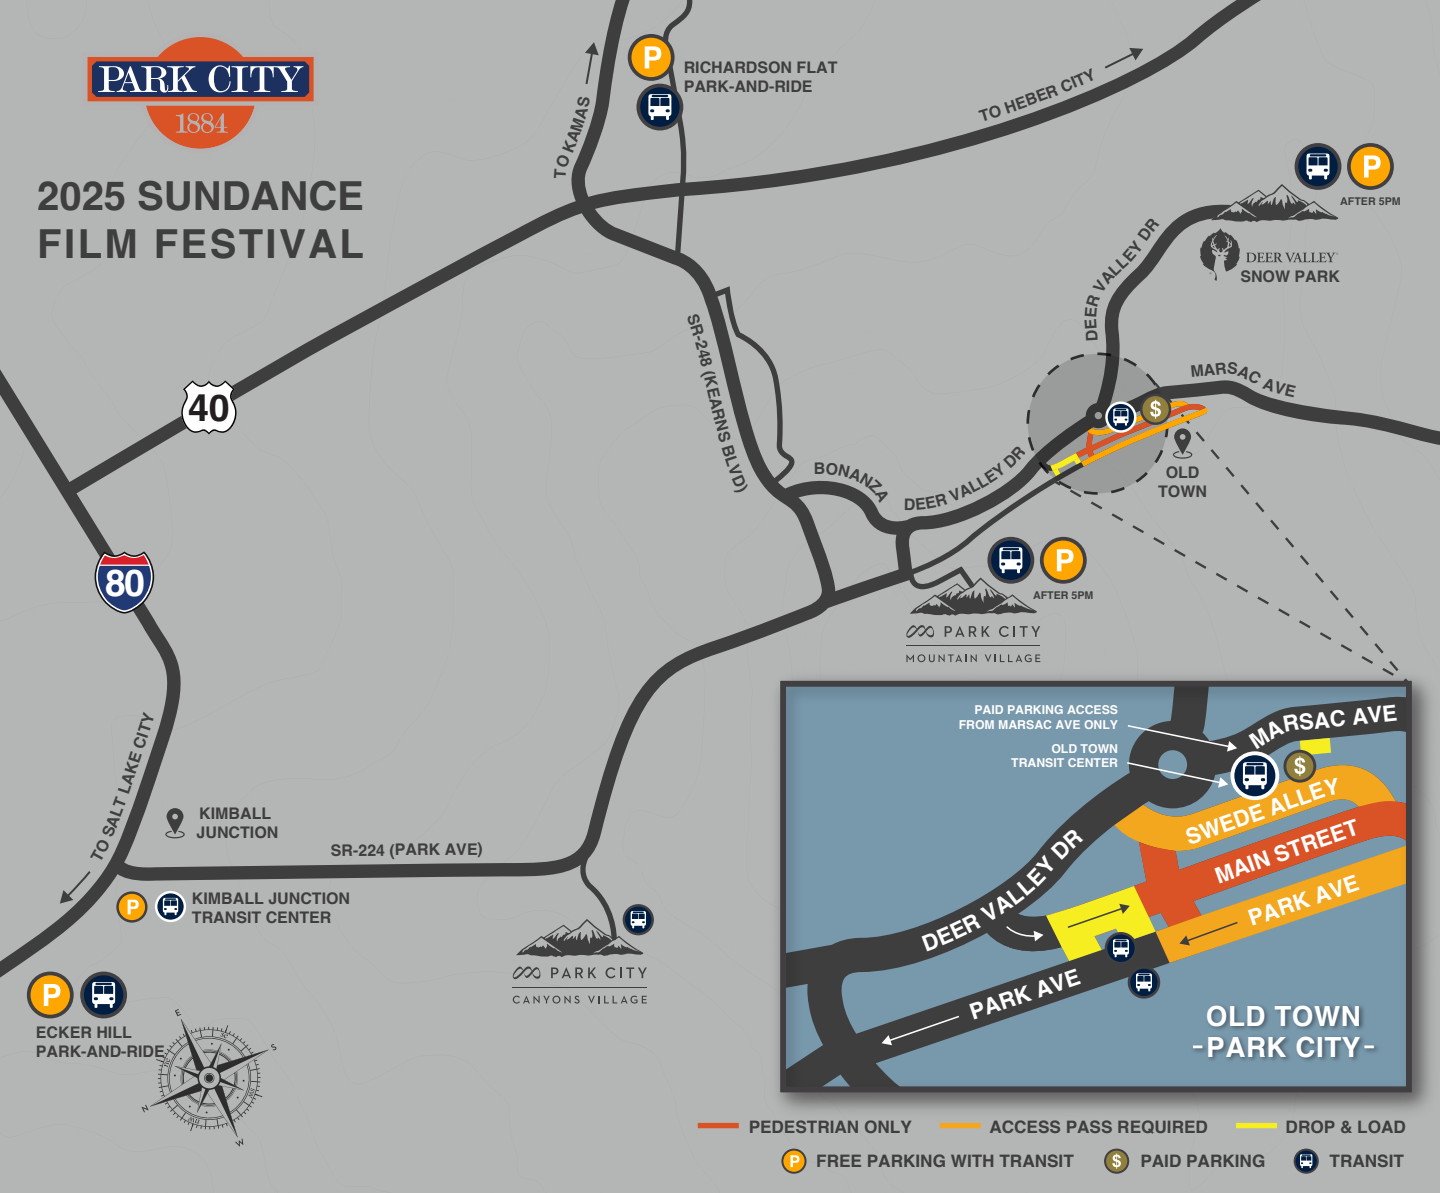 PARK CITY
1884
2025 SUNDANCE
FILM FESTIVAL
TO KAMAS
P
RICHARDSON FLAT
PARK-AND-RIDE
TO HEBER CITY
P
AFTER 5PM
DEER VALLEY
SNOW PARK
DEER VALLEY DR
MARSAC AVE
$
OLD
TOWN
40
SR-248 (KEARNS BLVD)
BONANZA
DEER VALLEY DR
P
AFTER 5PM
PARK CITY
MOUNTAIN VILLAGE
80
TO SALT LAKE CITY
KIMBALL
JUNCTION
SR-224 (PARK AVE)
P
KIMBALL JUNCTION
TRANSIT CENTER
PARK CITY
CANYONS VILLAGE
P
ECKER HILL
PARK-AND-RIDE
E
S
N
W
PAID PARKING ACCESS
FROM MARSAC AVE ONLY
OLD TOWN
TRANSIT CENTER
MARSAC AVE
$
SWEDE ALLEY
MAIN STREET
PARK AVE
DEER VALLEY DR
PARK AVE
OLD TOWN
-PARK CITY-
PEDESTRIAN ONLY
ACCESS PASS REQUIRED
DROP & LOAD
P FREE PARKING WITH TRANSIT
$ PAID PARKING
TRANSIT